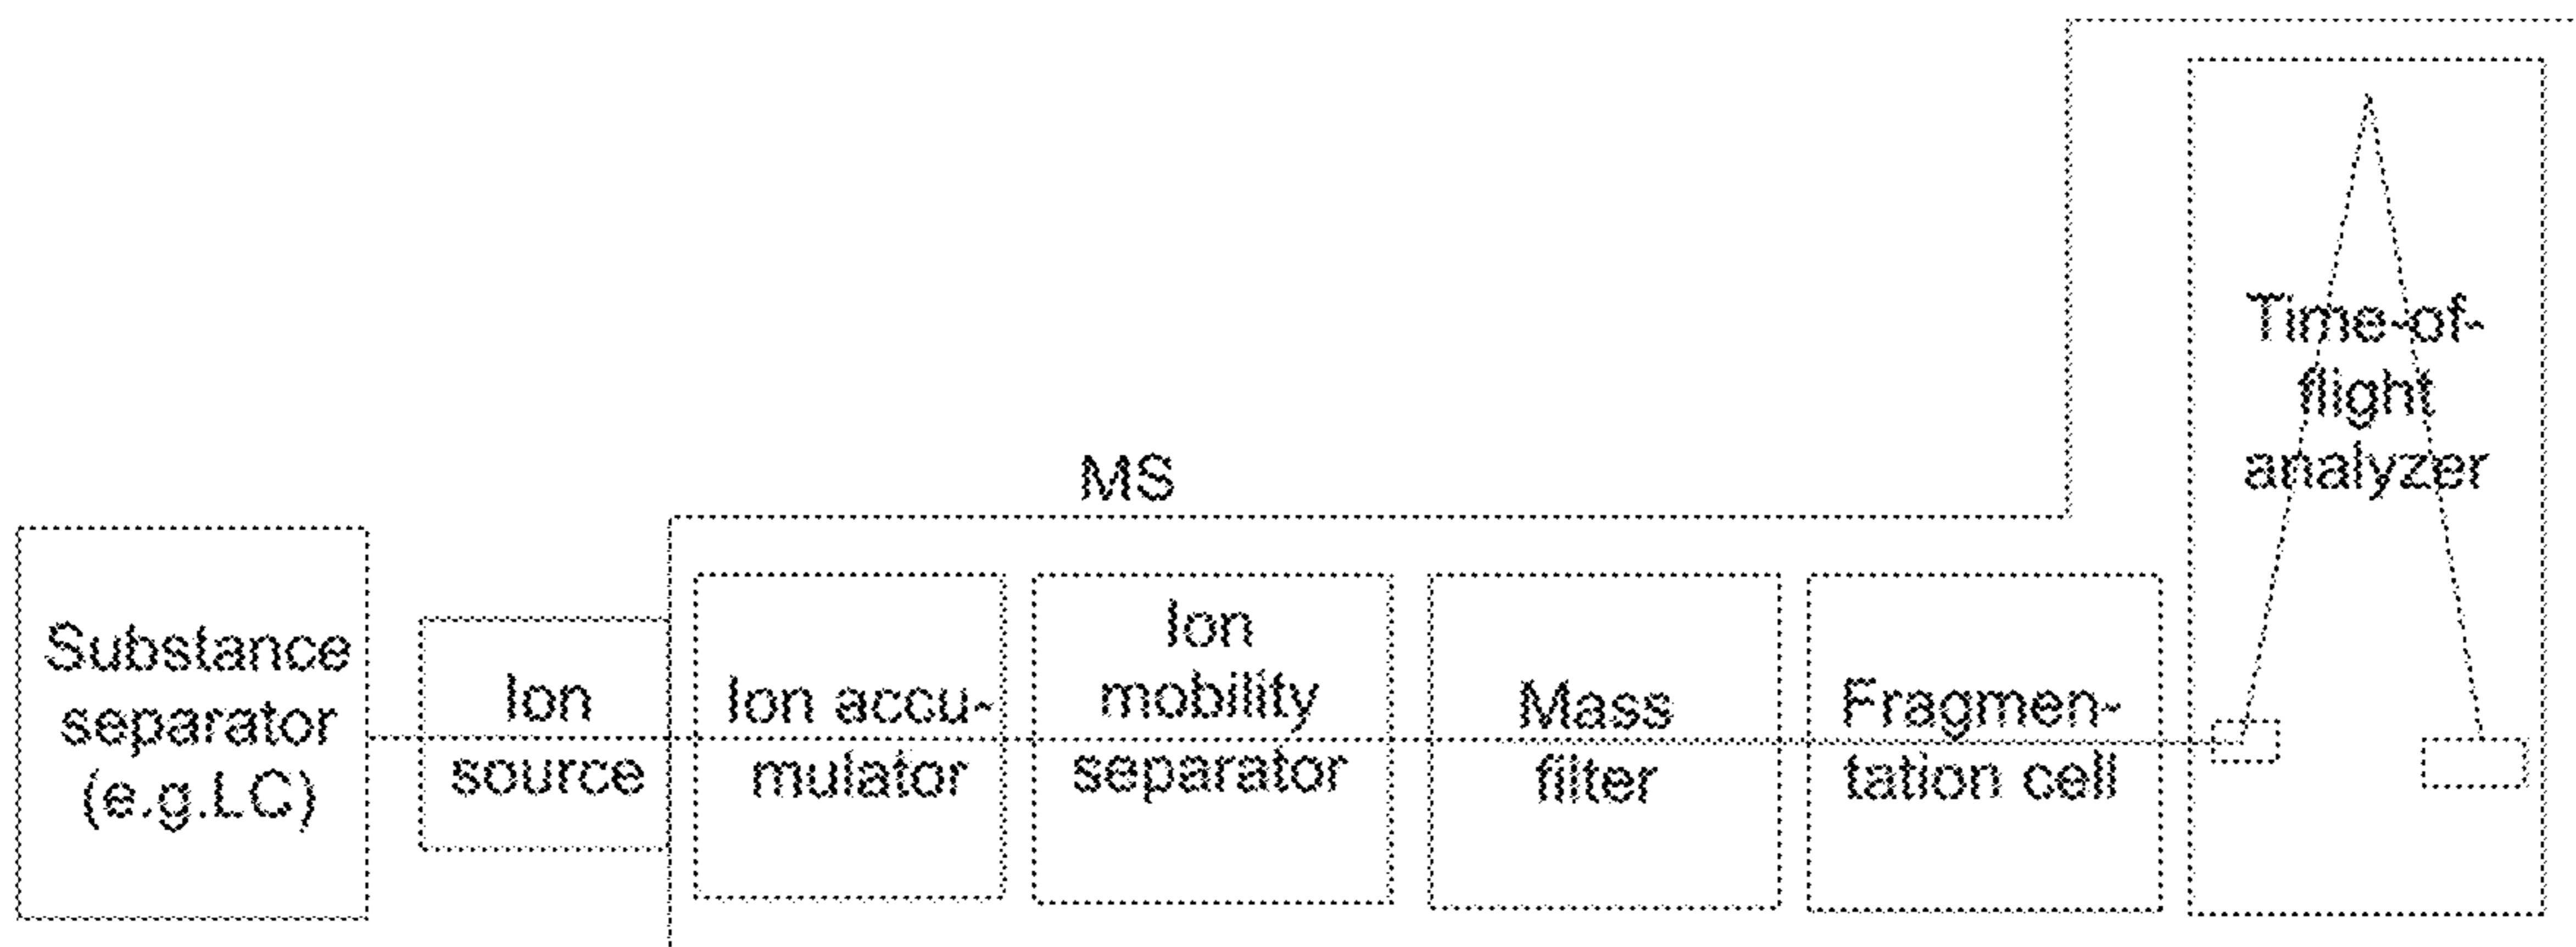 MS
Substance
separator
(e.g.LC)
Ion
source
Ion accu-
mulator
Ion
mobility
separator
Mass
filter
Fragmen-
tation cell
Time-of-
flight
analyzer